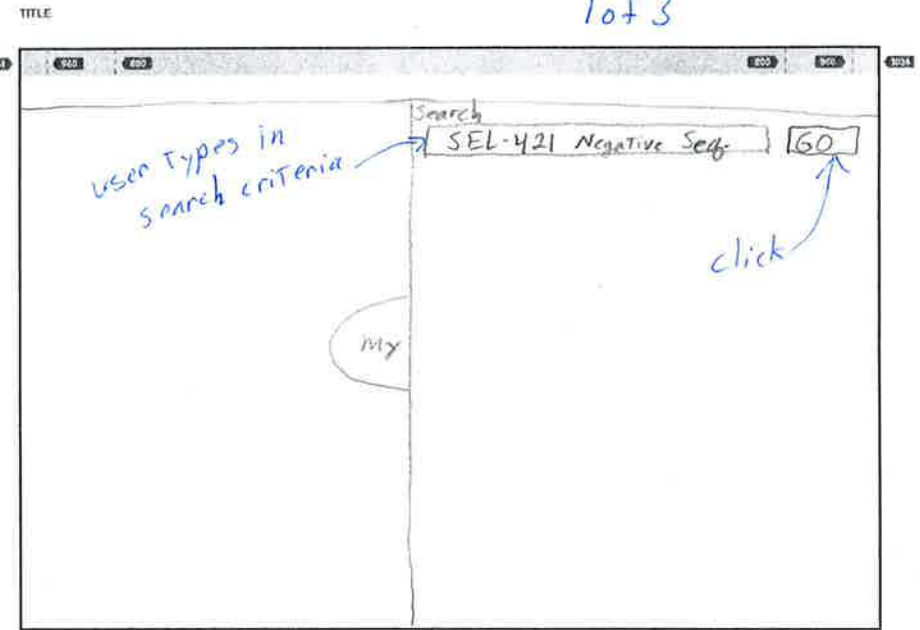 TITLE
1 of 3
960 800 800 960 1024
Search
SEL-421 Negative Seq. GO
user types in
search criteria
click
My